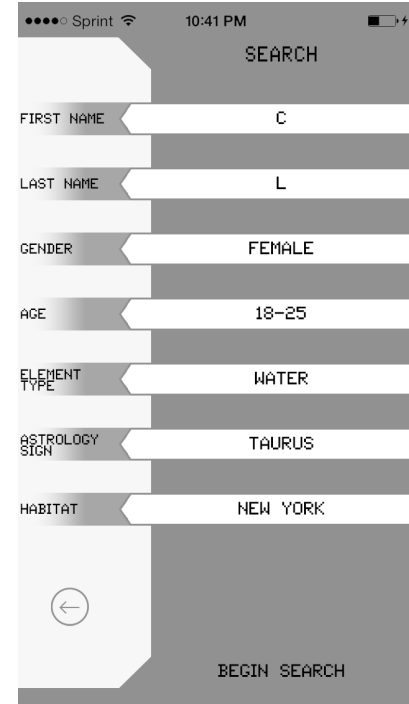 Sprint 10:41 PM
SEARCH
FIRST NAME C
LAST NAME L
GENDER FEMALE
AGE 18-25
ELEMENT
TYPE WATER
ASTROLOGY
SIGN TAURUS
HABITAT NEW YORK
BEGIN SEARCH